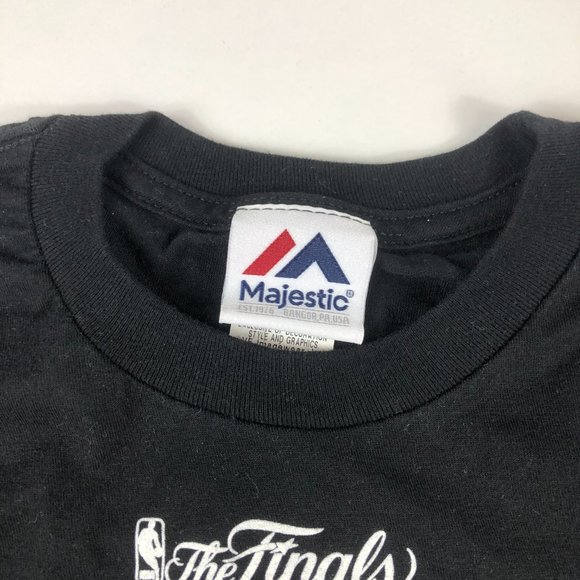 Majestic®
EST.1976 BANGOR PA, USA
EXCLUSIVE OF DECORATION
STYLE AND GRAPHICS
The Finals